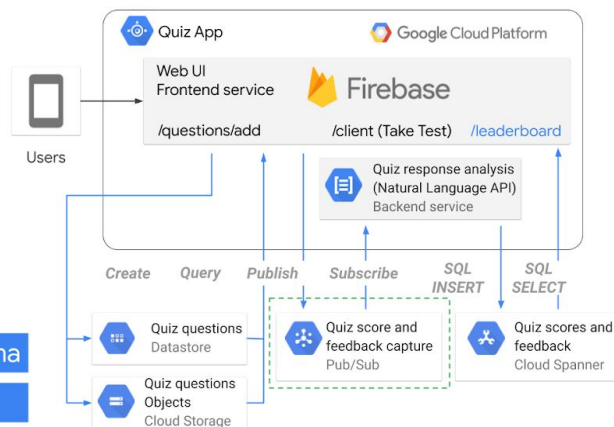 Quiz App
Google Cloud Platform
Web UI
Frontend service
Firebase
/questions/add
/client (Take Test)
/leaderboard
Users
Quiz response analysis
(Natural Language API)
Backend service
Create
Query
Publish
Subscribe
SQL
INSERT
SQL
SELECT
Quiz questions
Datastore
Quiz score and
feedback capture
Pub/Sub
Quiz scores and
feedback
Cloud Spanner
Quiz questions
Objects
Cloud Storage